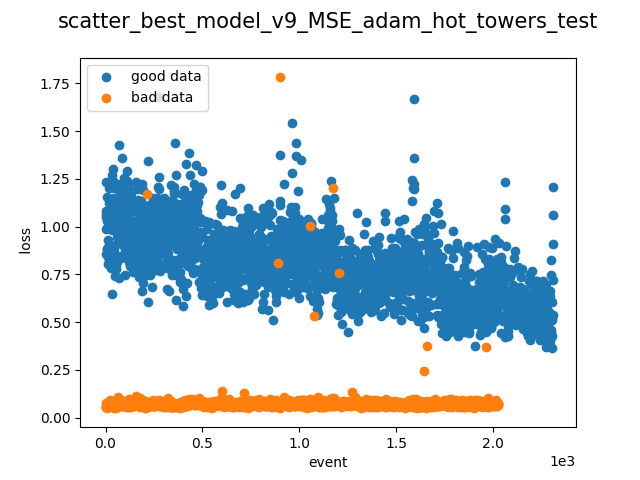 scatter_best_model_v9_MSE_adam_hot_towers_test
good data
bad data
1.75
1.50
1.25
1.00
0.75
0.50
0.25
0.00
loss
0.0
0.5
1.0
1.5
2.0
1e3
event